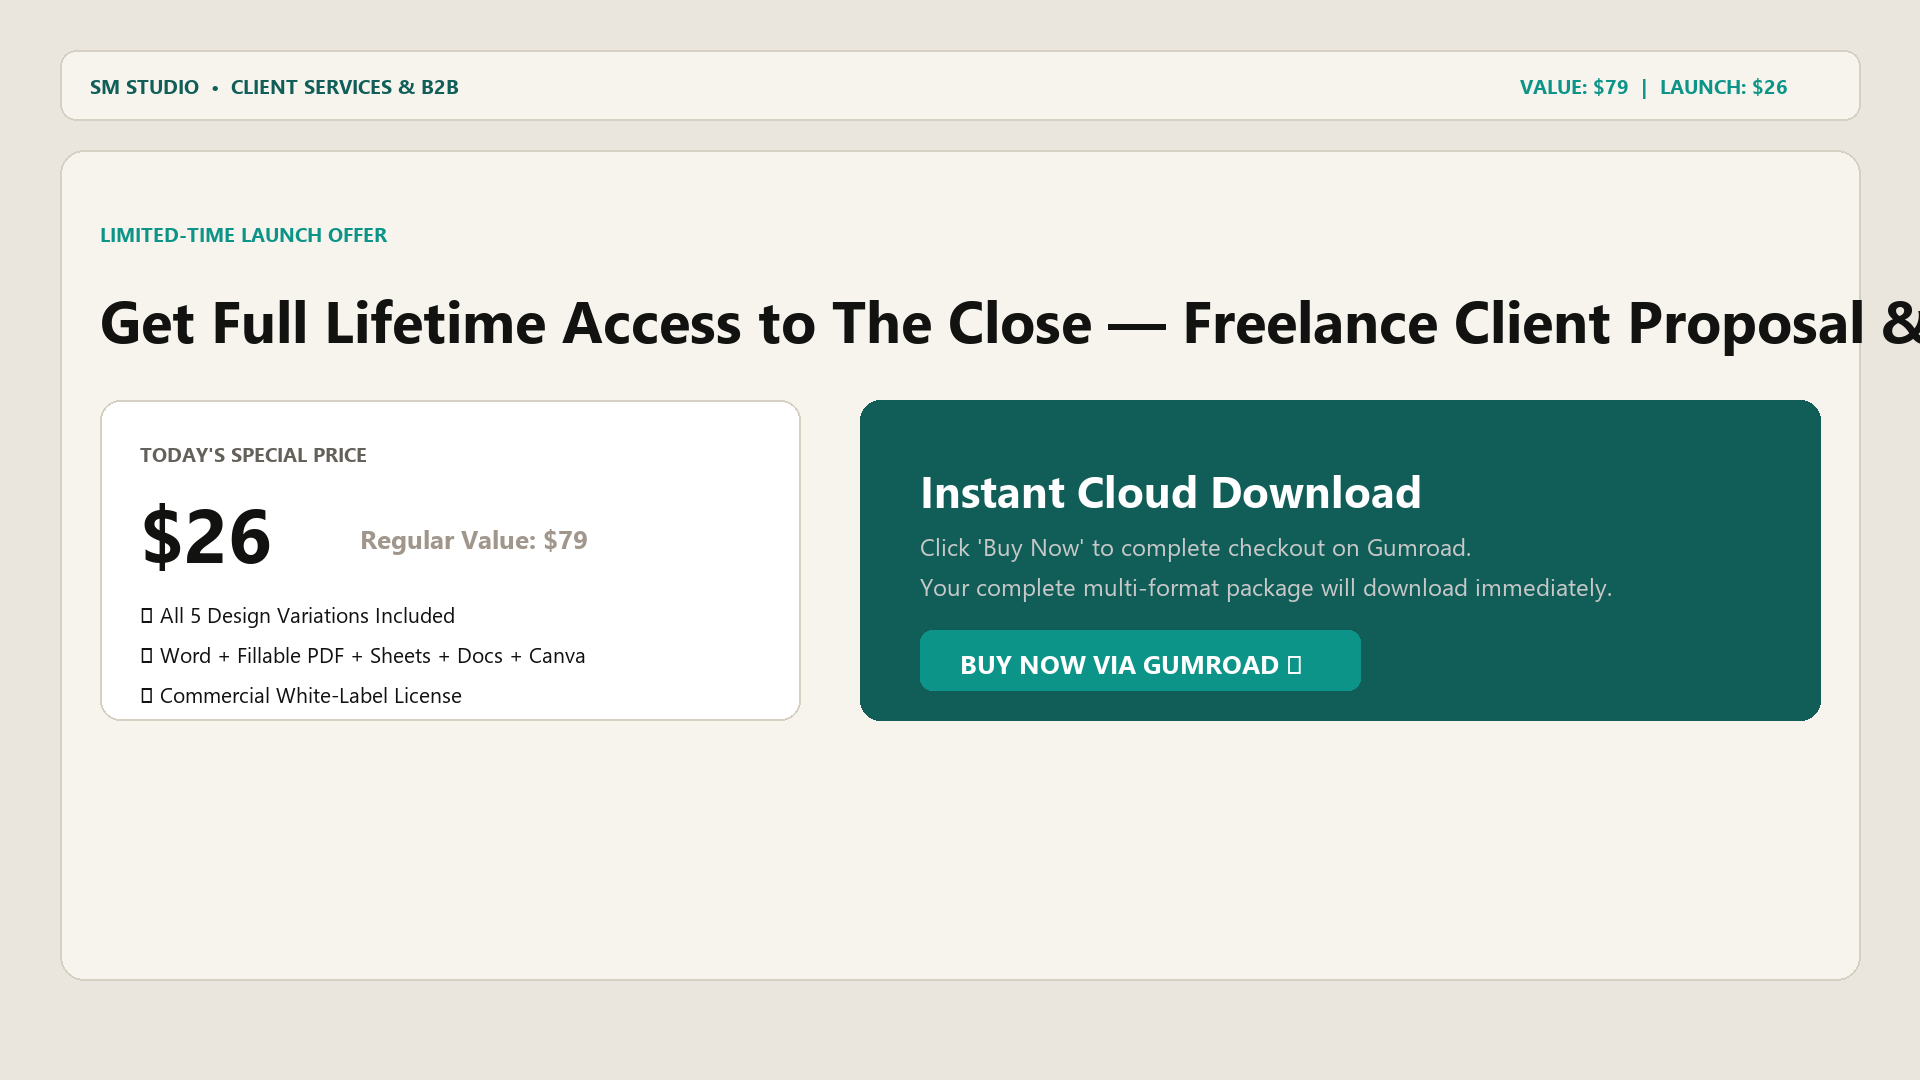 SM STUDIO • CLIENT SERVICES & B2B
VALUE: $79 | LAUNCH: $26
LIMITED-TIME LAUNCH OFFER
Get Full Lifetime Access to The Close — Freelance Client Proposal &
TODAY'S SPECIAL PRICE
$26
Regular Value: $79
All 5 Design Variations Included
Word + Fillable PDF + Sheets + Docs + Canva
Commercial White-Label License
Instant Cloud Download
Click 'Buy Now' to complete checkout on Gumroad.
Your complete multi-format package will download immediately.
BUY NOW VIA GUMROAD